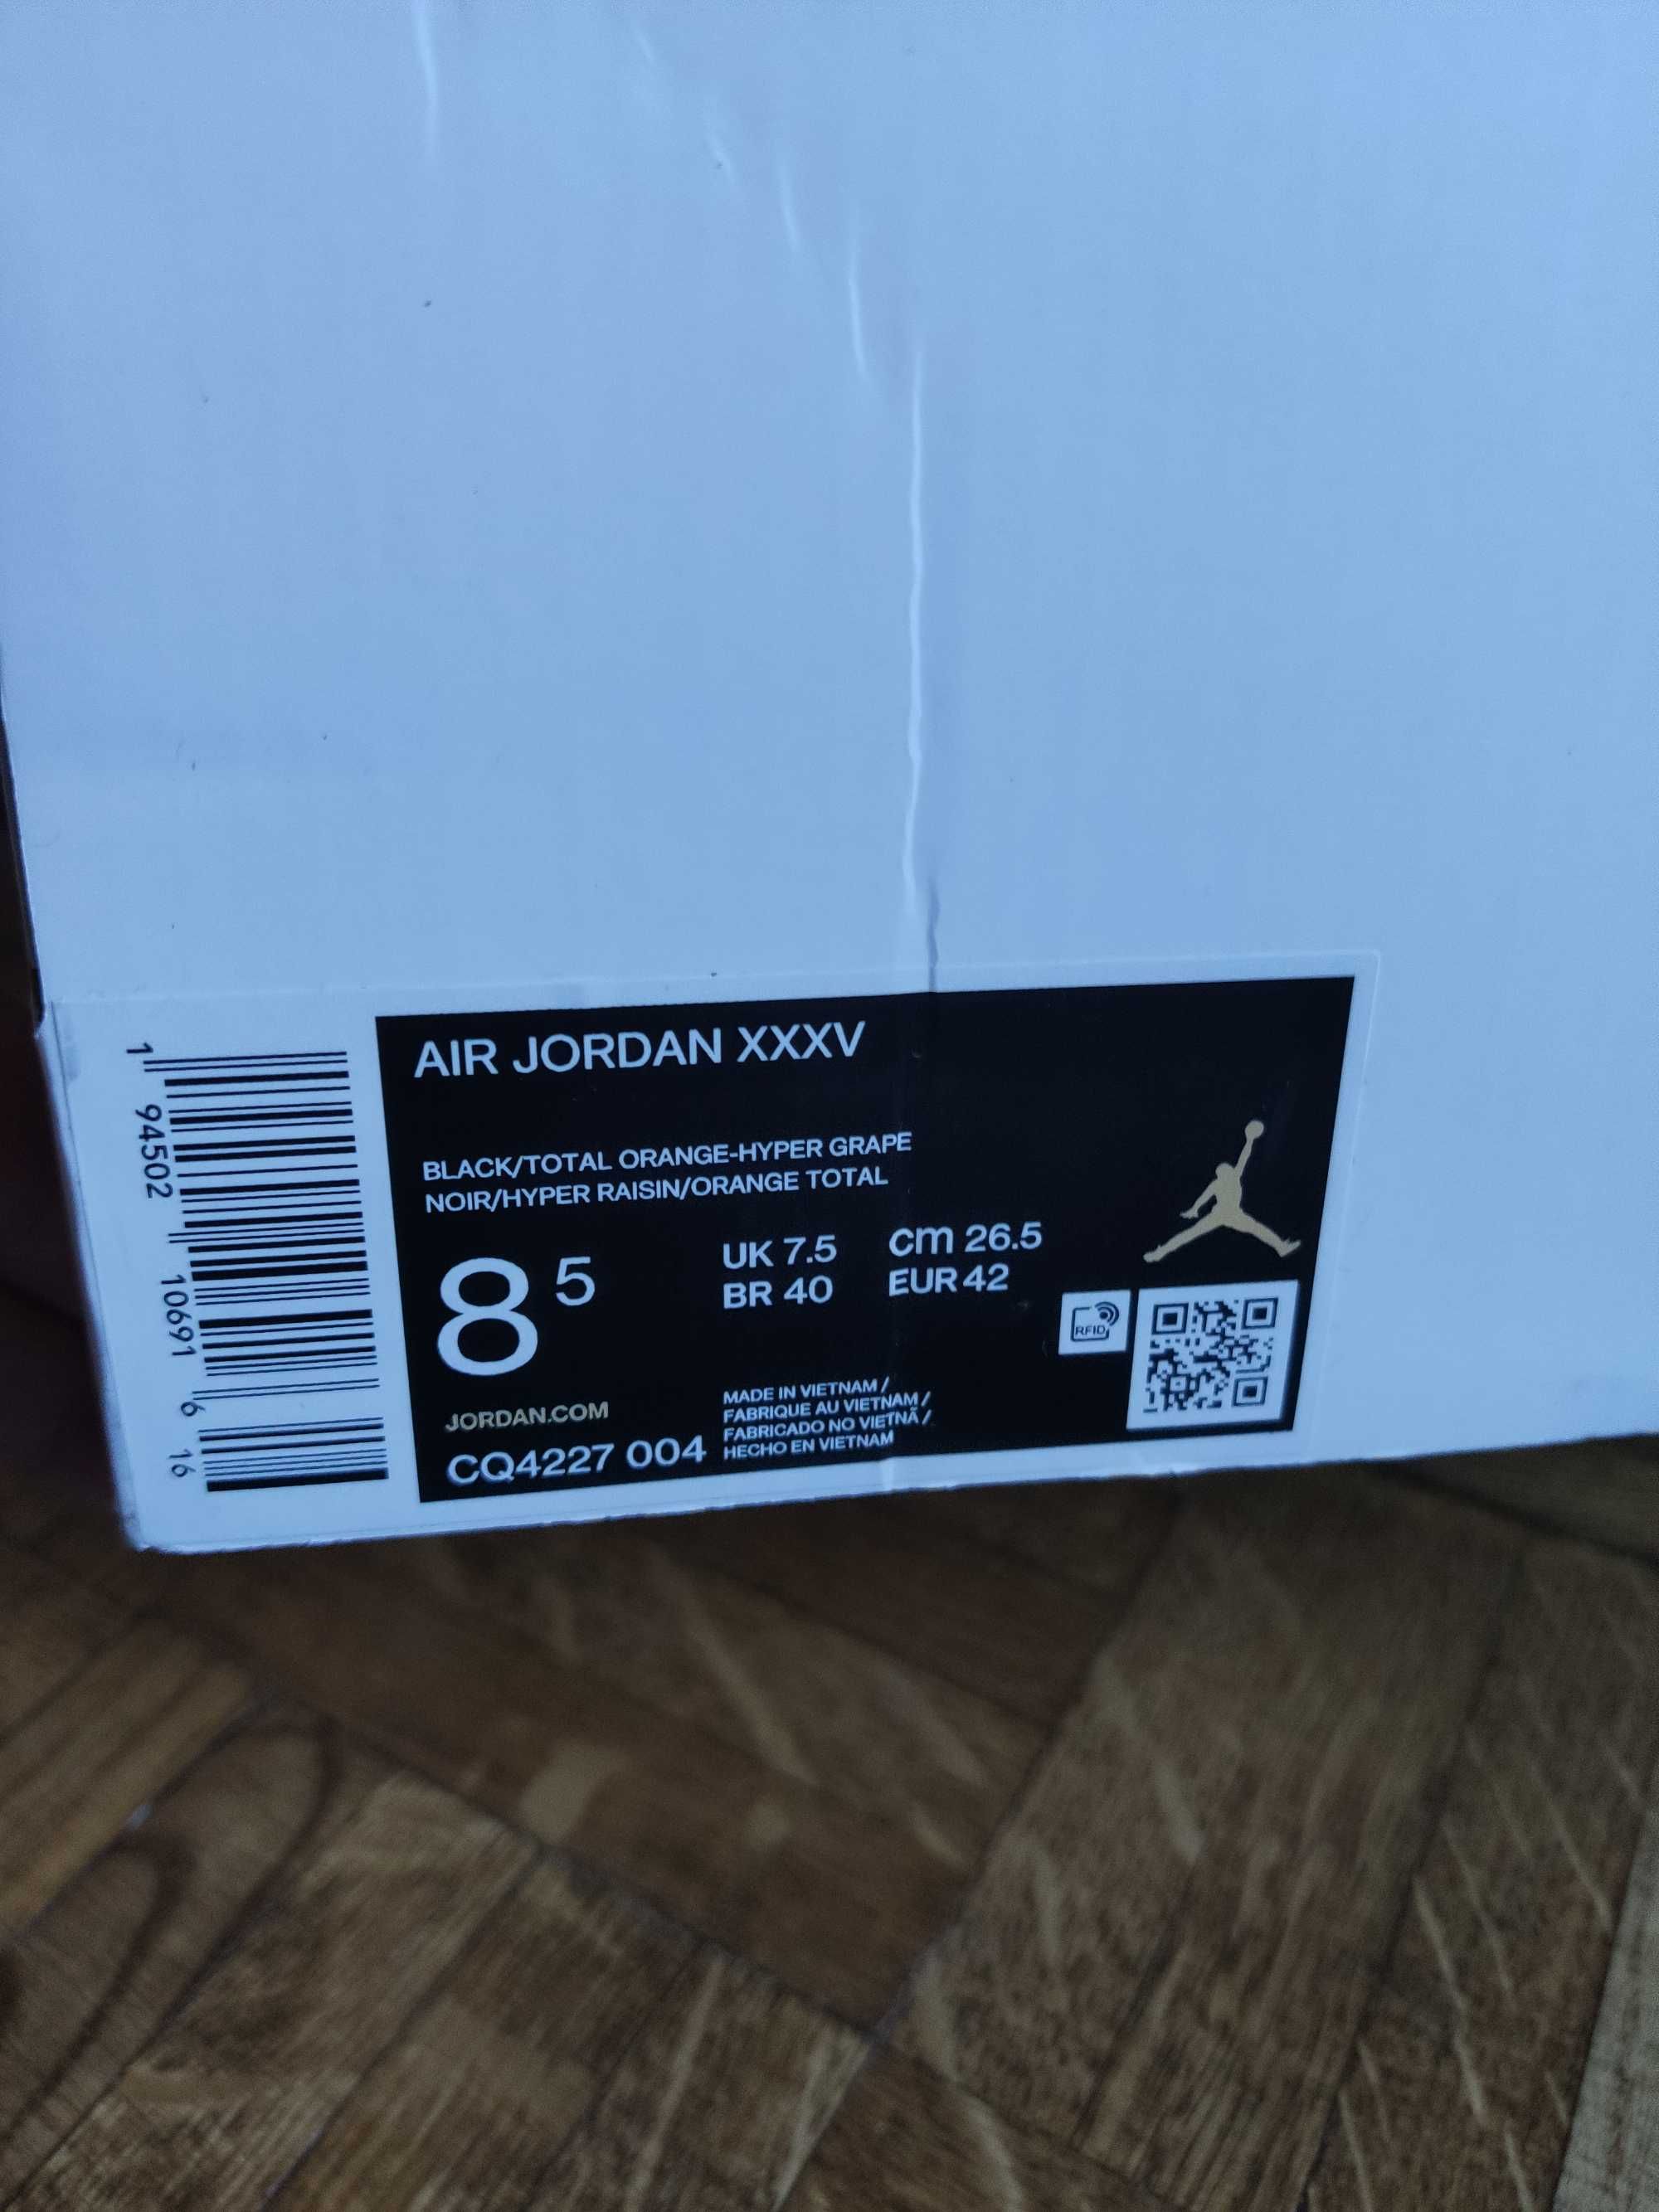 AIR JORDAN XXXV
BLACK/TOTAL ORANGE-HYPER GRAPE
NOIR/HYPER RAISIN/ORANGE TOTAL
8 5
UK 7.5 cm 26.5
BR 40 EUR 42
RFID
JORDAN.COM
CQ4227 004
MADE IN VIETNAM /
FABRIQUE AU VIETNAM /
FABRICADO NO VIETNÃ /
HECHO EN VIETNAM
1 94502 10691 6 16